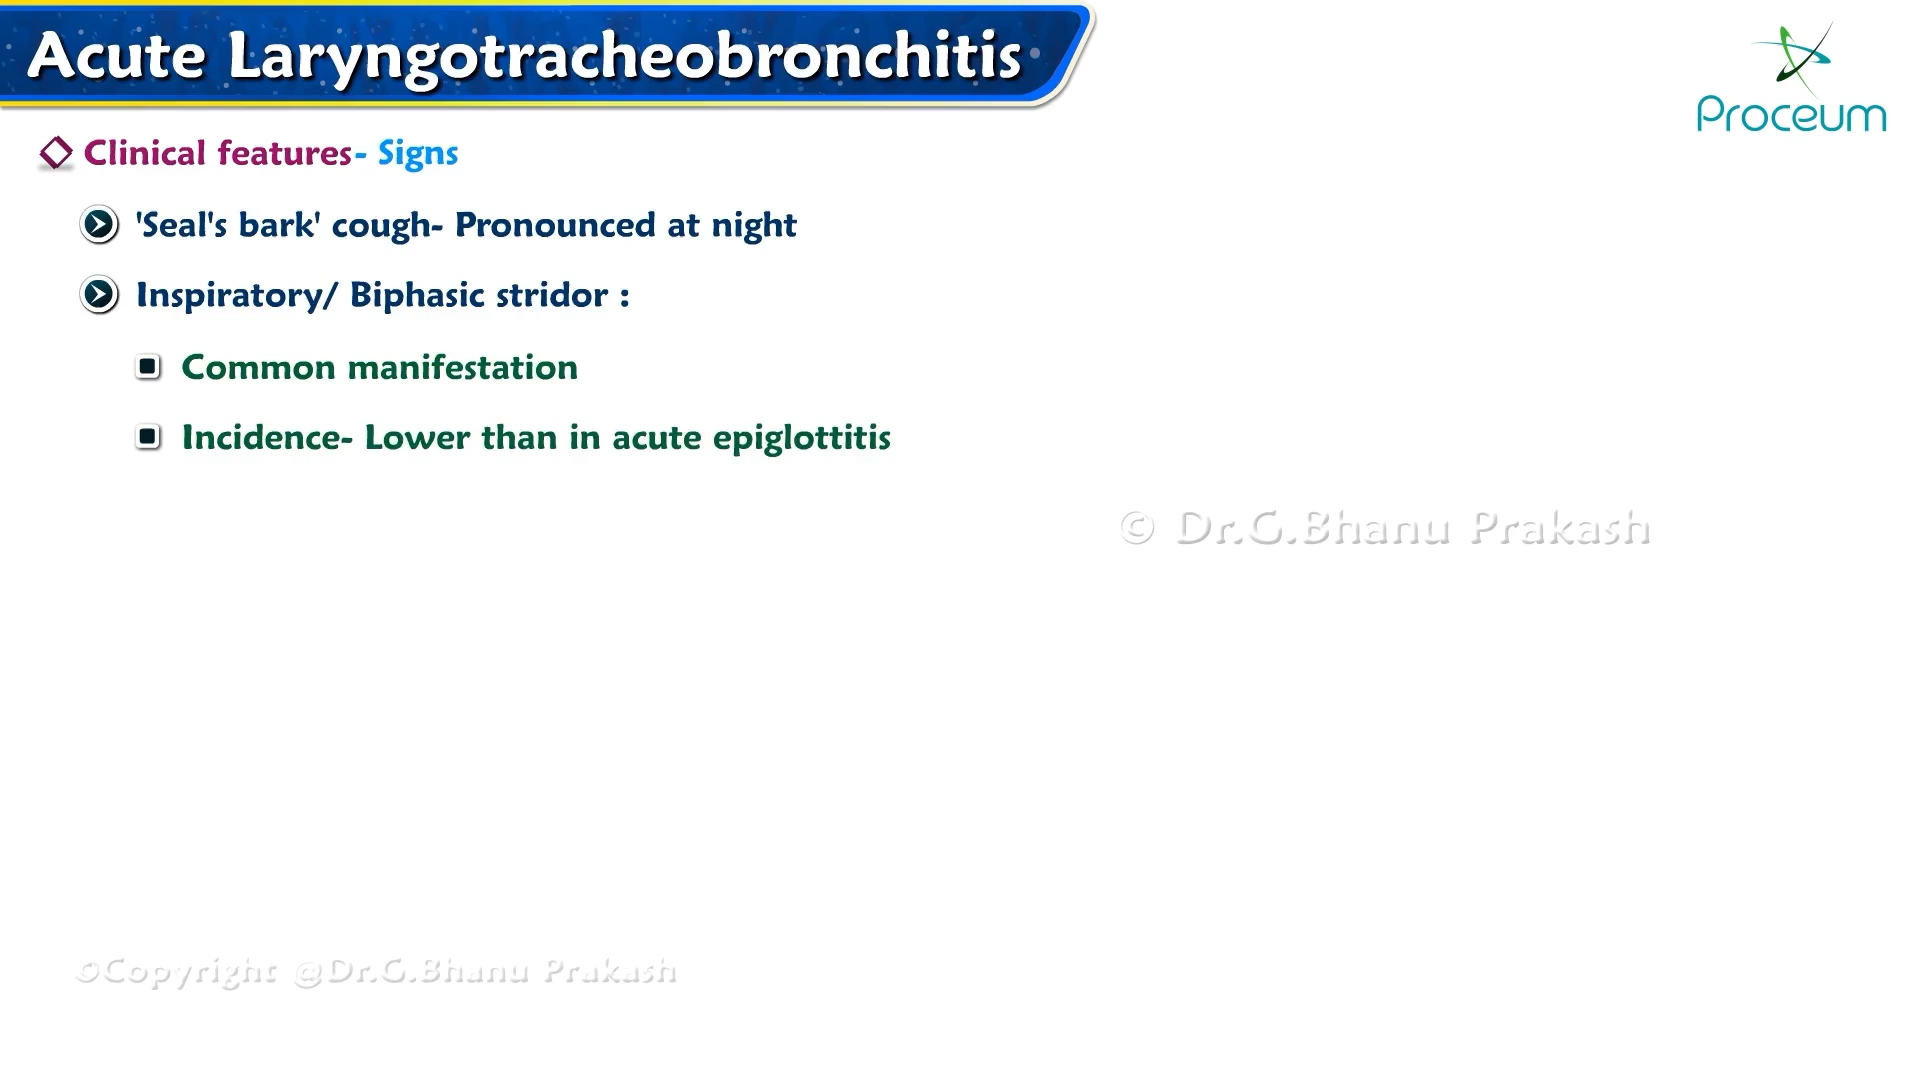 Acute Laryngotracheobronchitis
Proceum
Clinical features- Signs
'Seal's bark' cough- Pronounced at night
Inspiratory/ Biphasic stridor :
Common manifestation
Incidence- Lower than in acute epiglottitis
© Dr.G.Bhanu Prakash
©Copyright @Dr.G.Bhanu Prakash